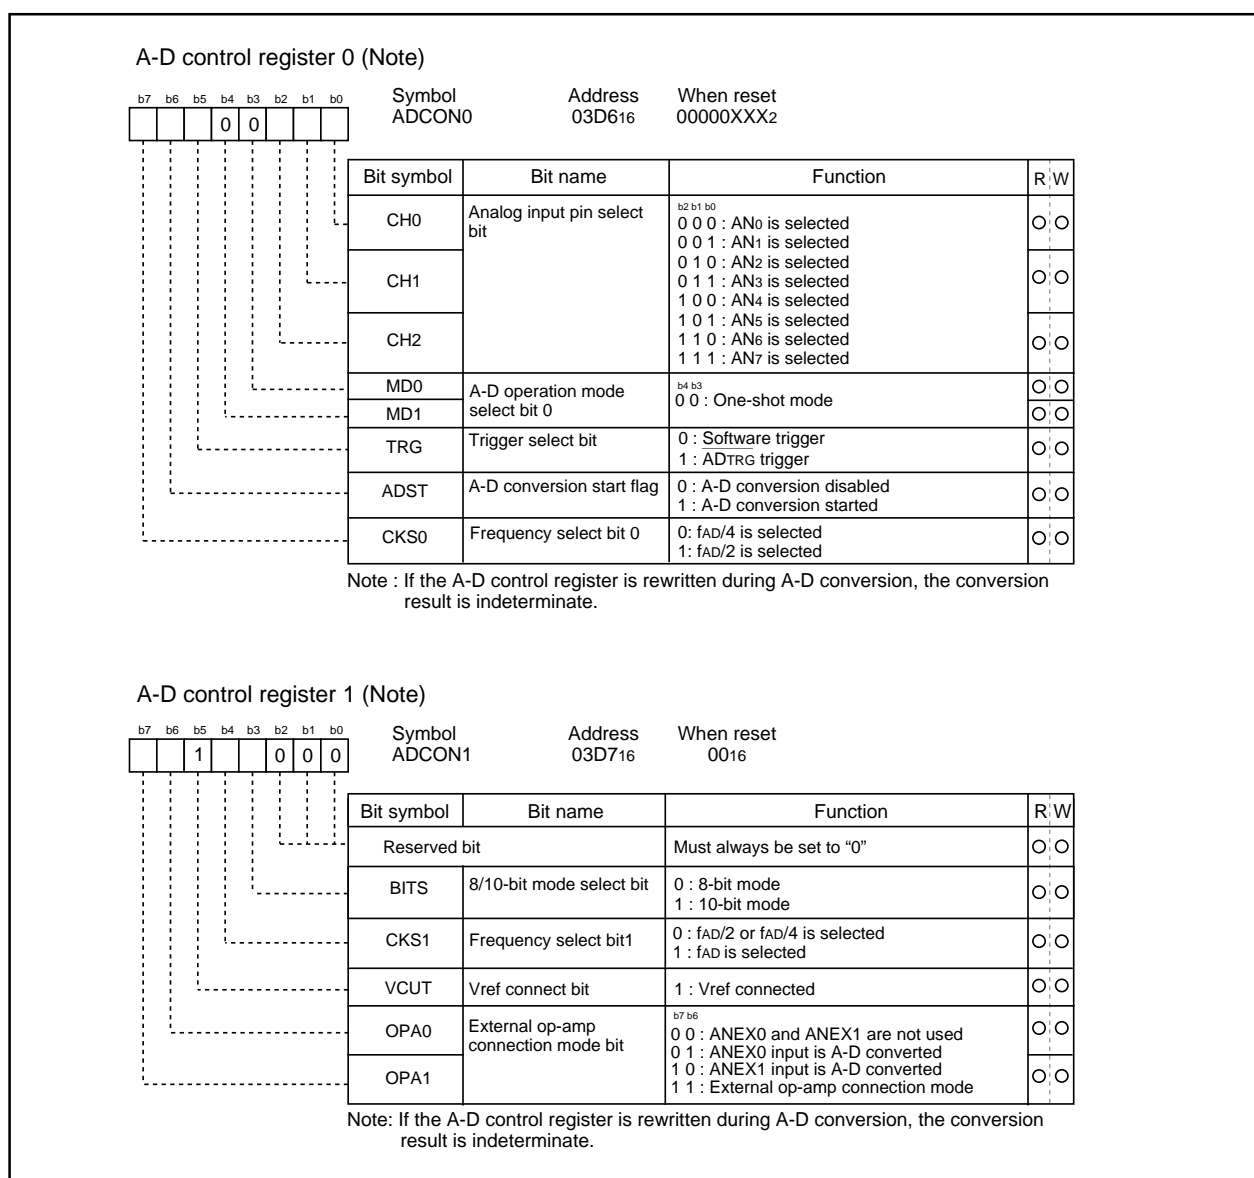 A-D control register 0 (Note)
b7 b6 b5 b4 b3 b2 b1 b0
0 0
Symbol Address When reset
ADCON0 03D616 00000XXX2
Bit symbol Bit name Function R W
CH0
CH1
CH2
Analog input pin select
bit
b2 b1 b0
0 0 0 : AN0 is selected
0 0 1 : AN1 is selected
0 1 0 : AN2 is selected
0 1 1 : AN3 is selected
1 0 0 : AN4 is selected
1 0 1 : AN5 is selected
1 1 0 : AN6 is selected
1 1 1 : AN7 is selected
MD0
MD1
A-D operation mode
select bit 0
b4 b3
0 0 : One-shot mode
TRG Trigger select bit
0 : Software trigger
1 : ADTRG trigger
ADST A-D conversion start flag
0 : A-D conversion disabled
1 : A-D conversion started
CKS0 Frequency select bit 0
0: fAD/4 is selected
1: fAD/2 is selected
Note : If the A-D control register is rewritten during A-D conversion, the conversion
result is indeterminate.
A-D control register 1 (Note)
b7 b6 b5 b4 b3 b2 b1 b0
1 0 0 0
Symbol Address When reset
ADCON1 03D716 0016
Bit symbol Bit name Function R W
Reserved bit Must always be set to “0”
BITS 8/10-bit mode select bit
0 : 8-bit mode
1 : 10-bit mode
CKS1 Frequency select bit1
0 : fAD/2 or fAD/4 is selected
1 : fAD is selected
VCUT Vref connect bit 1 : Vref connected
OPA0
OPA1
External op-amp
connection mode bit
b7 b6
0 0 : ANEX0 and ANEX1 are not used
0 1 : ANEX0 input is A-D converted
1 0 : ANEX1 input is A-D converted
1 1 : External op-amp connection mode
Note: If the A-D control register is rewritten during A-D conversion, the conversion
result is indeterminate.